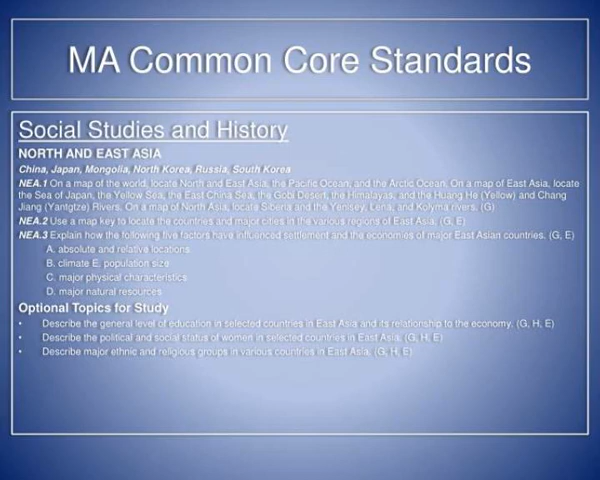 MA Common Core Standards
Social Studies and History
NORTH AND EAST ASIA
China, Japan, Mongolia, North Korea, Russia, South Korea
NEA.1 On a map of the world, locate North and East Asia, the Pacific Ocean, and the Arctic Ocean. On a map of East Asia, locate
the Sea of Japan, the Yellow Sea, the East China Sea, the Gobi Desert, the Himalayas, and the Huang He (Yellow) and Chang
Jiang (Yangtze) Rivers. On a map of North Asia, locate Siberia and the Yenisey, Lena, and Kolyma rivers. (G)
NEA.2 Use a map key to locate the countries and major cities in the various regions of East Asia. (G, E)
NEA.3 Explain how the following five factors have influenced settlement and the economies of major East Asian countries. (G, E)
A. absolute and relative locations
B. climate E. population size
C. major physical characteristics
D. major natural resources
Optional Topics for Study
• Describe the general level of education in selected countries in East Asia and its relationship to the economy. (G, H, E)
• Describe the political and social status of women in selected countries in East Asia. (G, H, E)
• Describe major ethnic and religious groups in various countries in East Asia. (G, H, E)